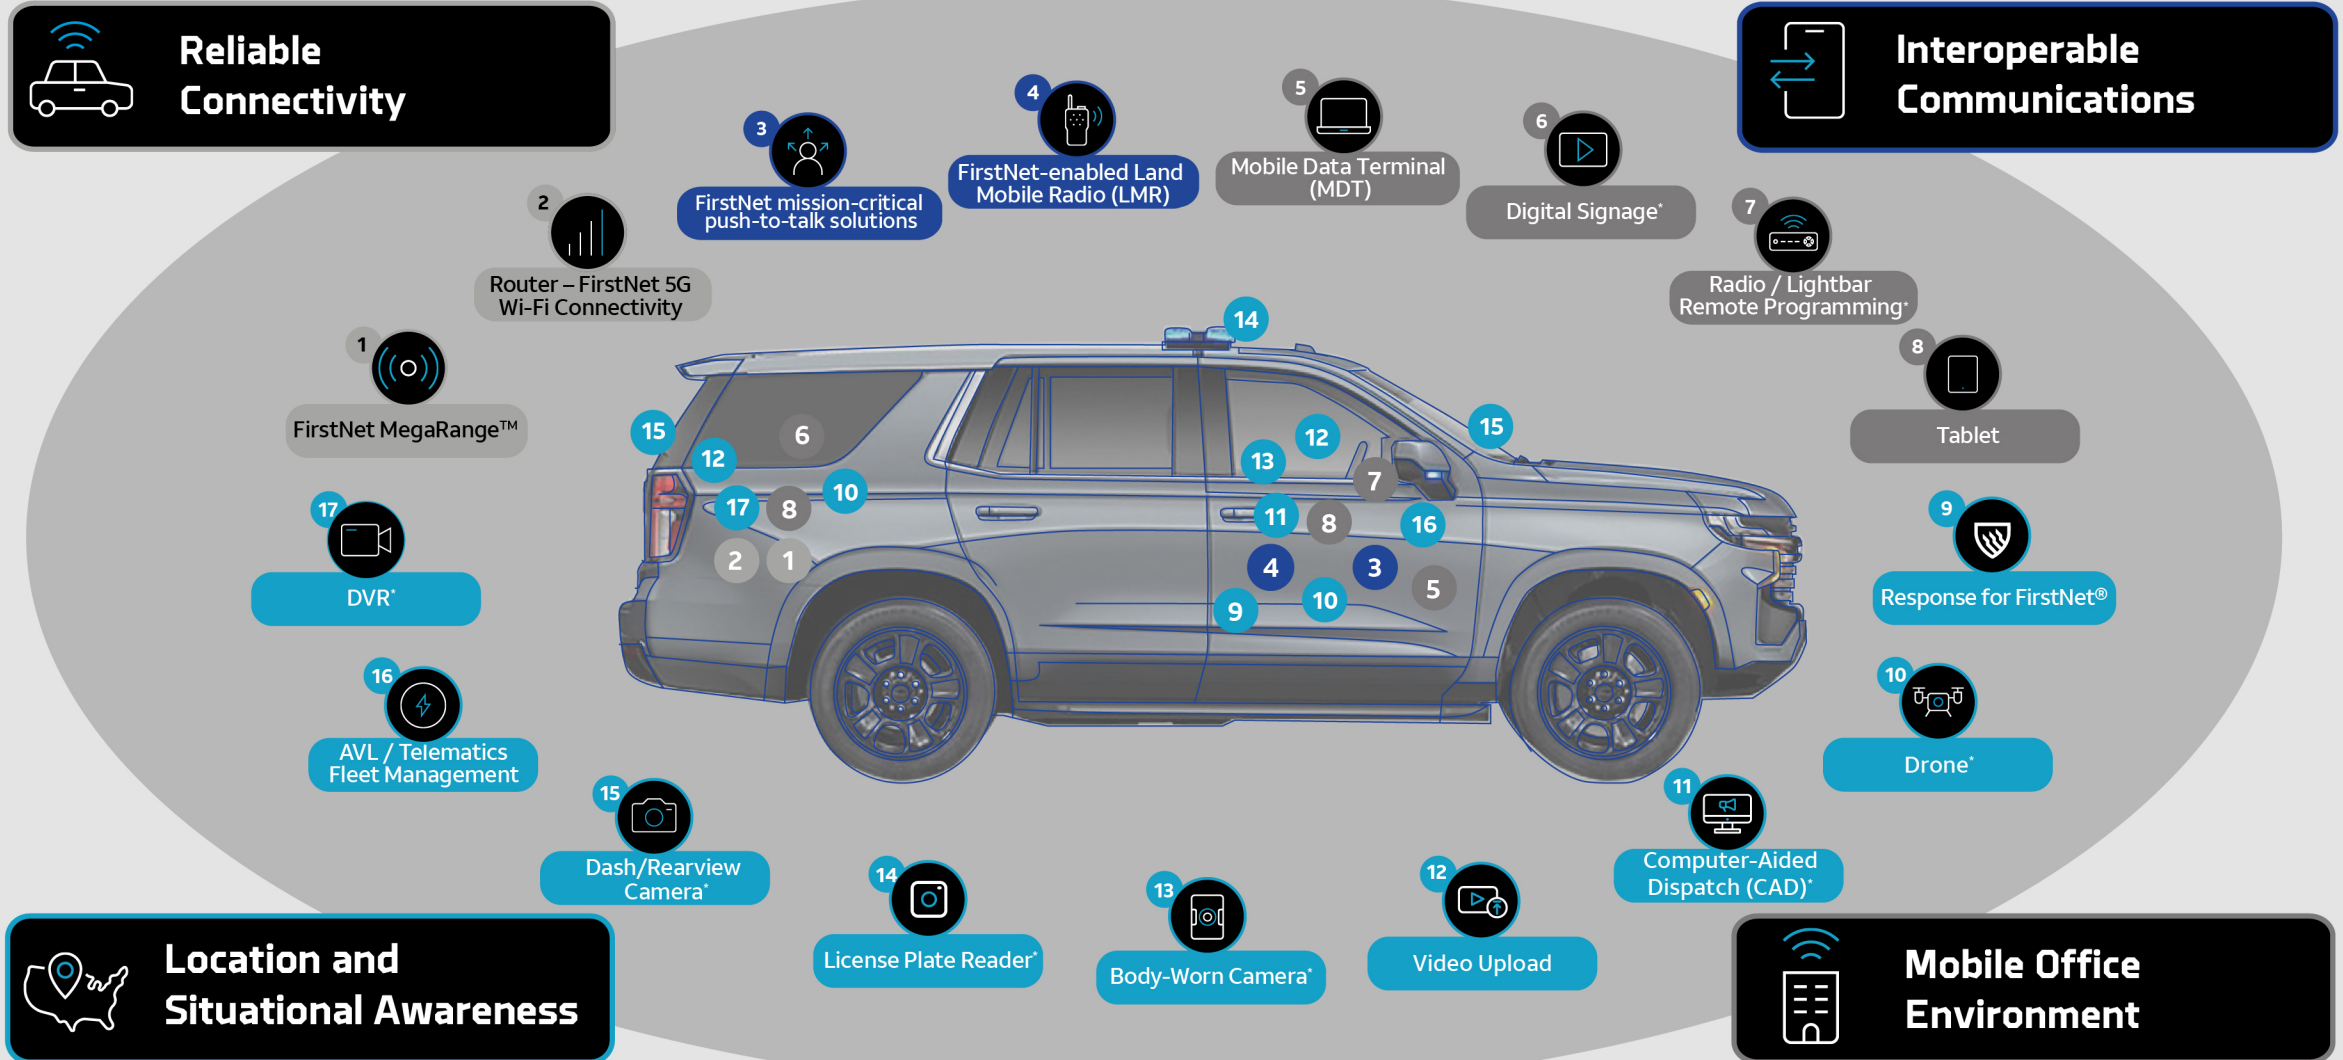 Reliable
Connectivity
Interoperable
Communications
1
FirstNet MegaRange™
2
Router – FirstNet 5G
Wi-Fi Connectivity
3
FirstNet mission-critical
push-to-talk solutions
4
FirstNet-enabled Land
Mobile Radio (LMR)
5
Mobile Data Terminal
(MDT)
6
Digital Signage*
7
Radio / Lightbar
Remote Programming*
8
Tablet
9
Response for FirstNet®
10
Drone*
11
Computer-Aided
Dispatch (CAD)*
12
Video Upload
13
Body-Worn Camera*
14
License Plate Reader*
15
Dash/Rearview
Camera*
16
AVL / Telematics
Fleet Management
17
DVR*
14
15
12
6
17
8
10
2
1
12
13
7
15
11
8
16
4
3
5
9
10
Location and
Situational Awareness
Mobile Office
Environment